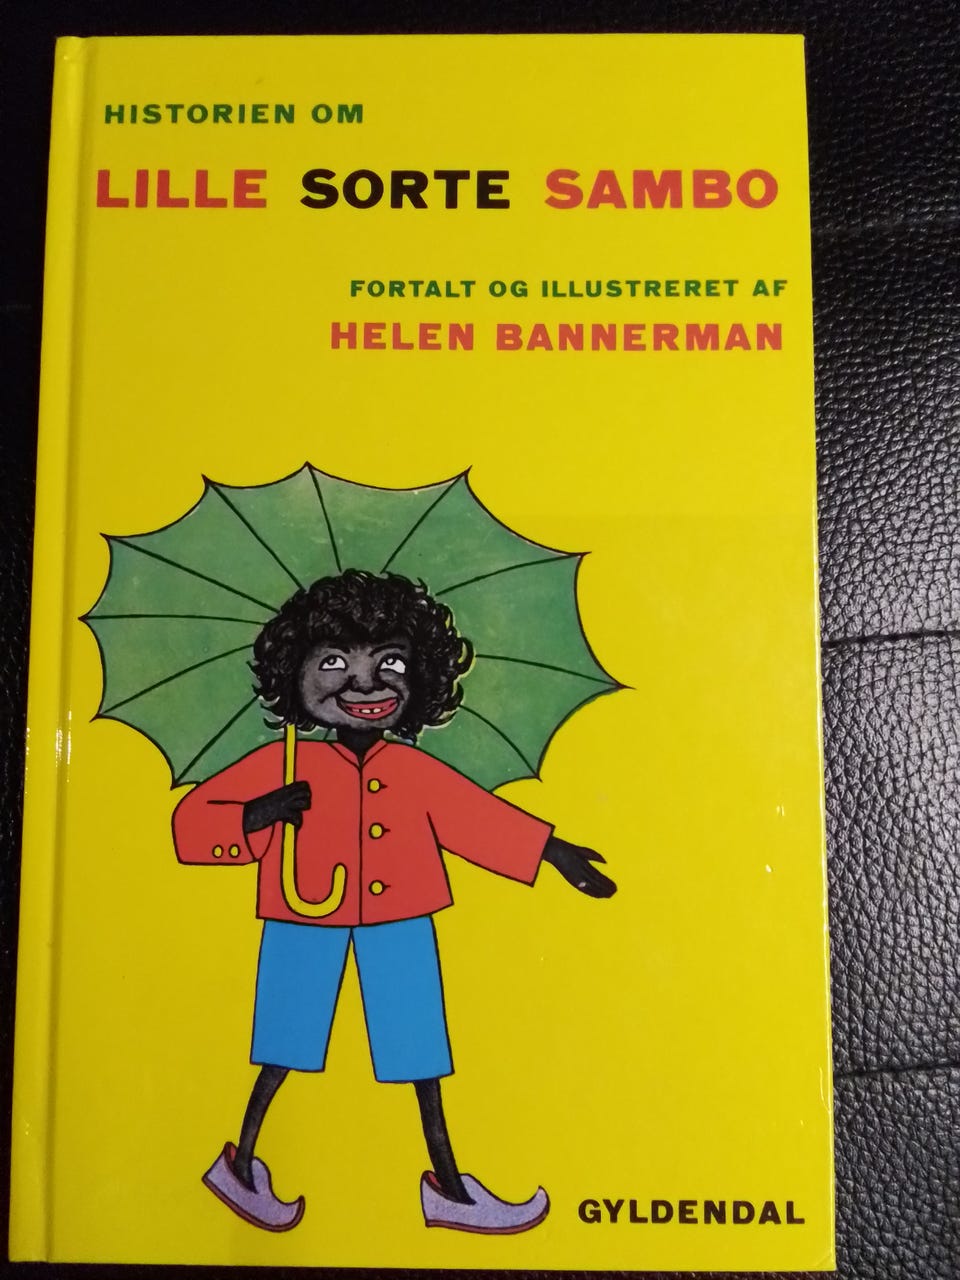 HISTORIEN OM
LILLE SORTE SAMBO
FORTALT OG ILLUSTRERET AF
HELEN BANNERMAN
GYLDENDAL